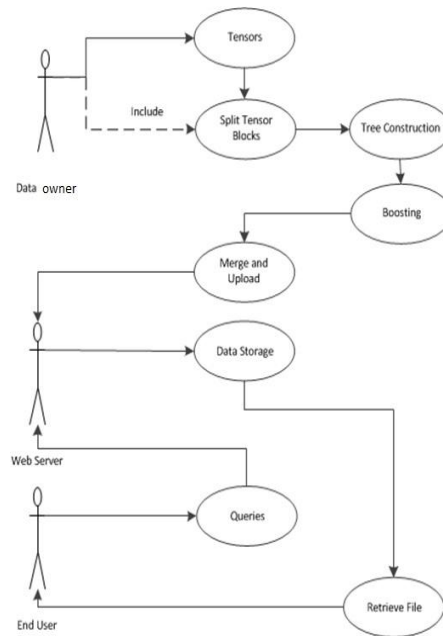 Tensors
Include
Split Tensor
Blocks
Tree Construction
Data owner
Boosting
Merge and
Upload
Data Storage
Web Server
Queries
End User
Retrieve File